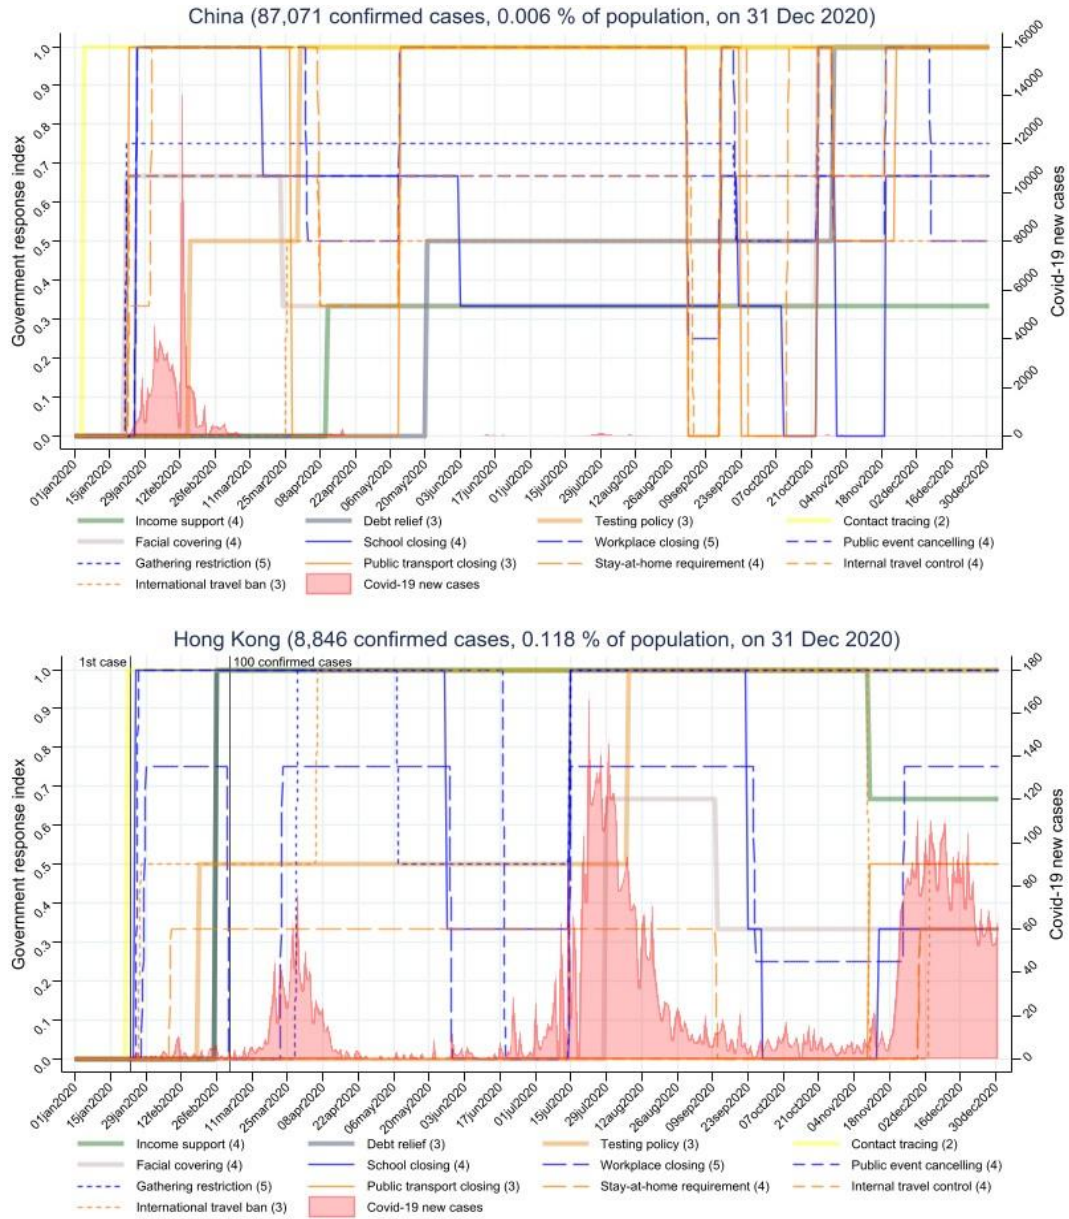 China (87,071 confirmed cases, 0.006 % of population, on 31 Dec 2020)
Government response index
1.0
0.9
0.8
0.7
0.6
0.5
0.4
0.3
0.2
0.1
0.0
16000
14000
12000
10000
8000
6000
4000
2000
0
Covid-19 new cases
01jan2020 15jan2020 29jan2020 12feb2020 26feb2020 11mar2020 25mar2020 08apr2020 22apr2020 06may2020 20may2020 03jun2020 17jun2020 01jul2020 15jul2020 29jul2020 12aug2020 26aug2020 09sep2020 23sep2020 07oct2020 21oct2020 04nov2020 18nov2020 02dec2020 16dec2020 30dec2020
Income support (4) Debt relief (3) Testing policy (3) Contact tracing (2)
Facial covering (4) School closing (4) Workplace closing (5) Public event cancelling (4)
Gathering restriction (5) Public transport closing (3) Stay-at-home requirement (4) Internal travel control (4)
International travel ban (3) Covid-19 new cases
Hong Kong (8,846 confirmed cases, 0.118 % of population, on 31 Dec 2020)
1st case 100 confirmed cases
Government response index
1.0
0.9
0.8
0.7
0.6
0.5
0.4
0.3
0.2
0.1
0.0
180
160
140
120
100
80
60
40
20
0
Covid-19 new cases
01jan2020 15jan2020 29jan2020 12feb2020 26feb2020 11mar2020 25mar2020 08apr2020 22apr2020 06may2020 20may2020 03jun2020 17jun2020 01jul2020 15jul2020 29jul2020 12aug2020 26aug2020 09sep2020 23sep2020 07oct2020 21oct2020 04nov2020 18nov2020 02dec2020 16dec2020 30dec2020
Income support (4) Debt relief (3) Testing policy (3) Contact tracing (2)
Facial covering (4) School closing (4) Workplace closing (5) Public event cancelling (4)
Gathering restriction (5) Public transport closing (3) Stay-at-home requirement (4) Internal travel control (4)
International travel ban (3) Covid-19 new cases